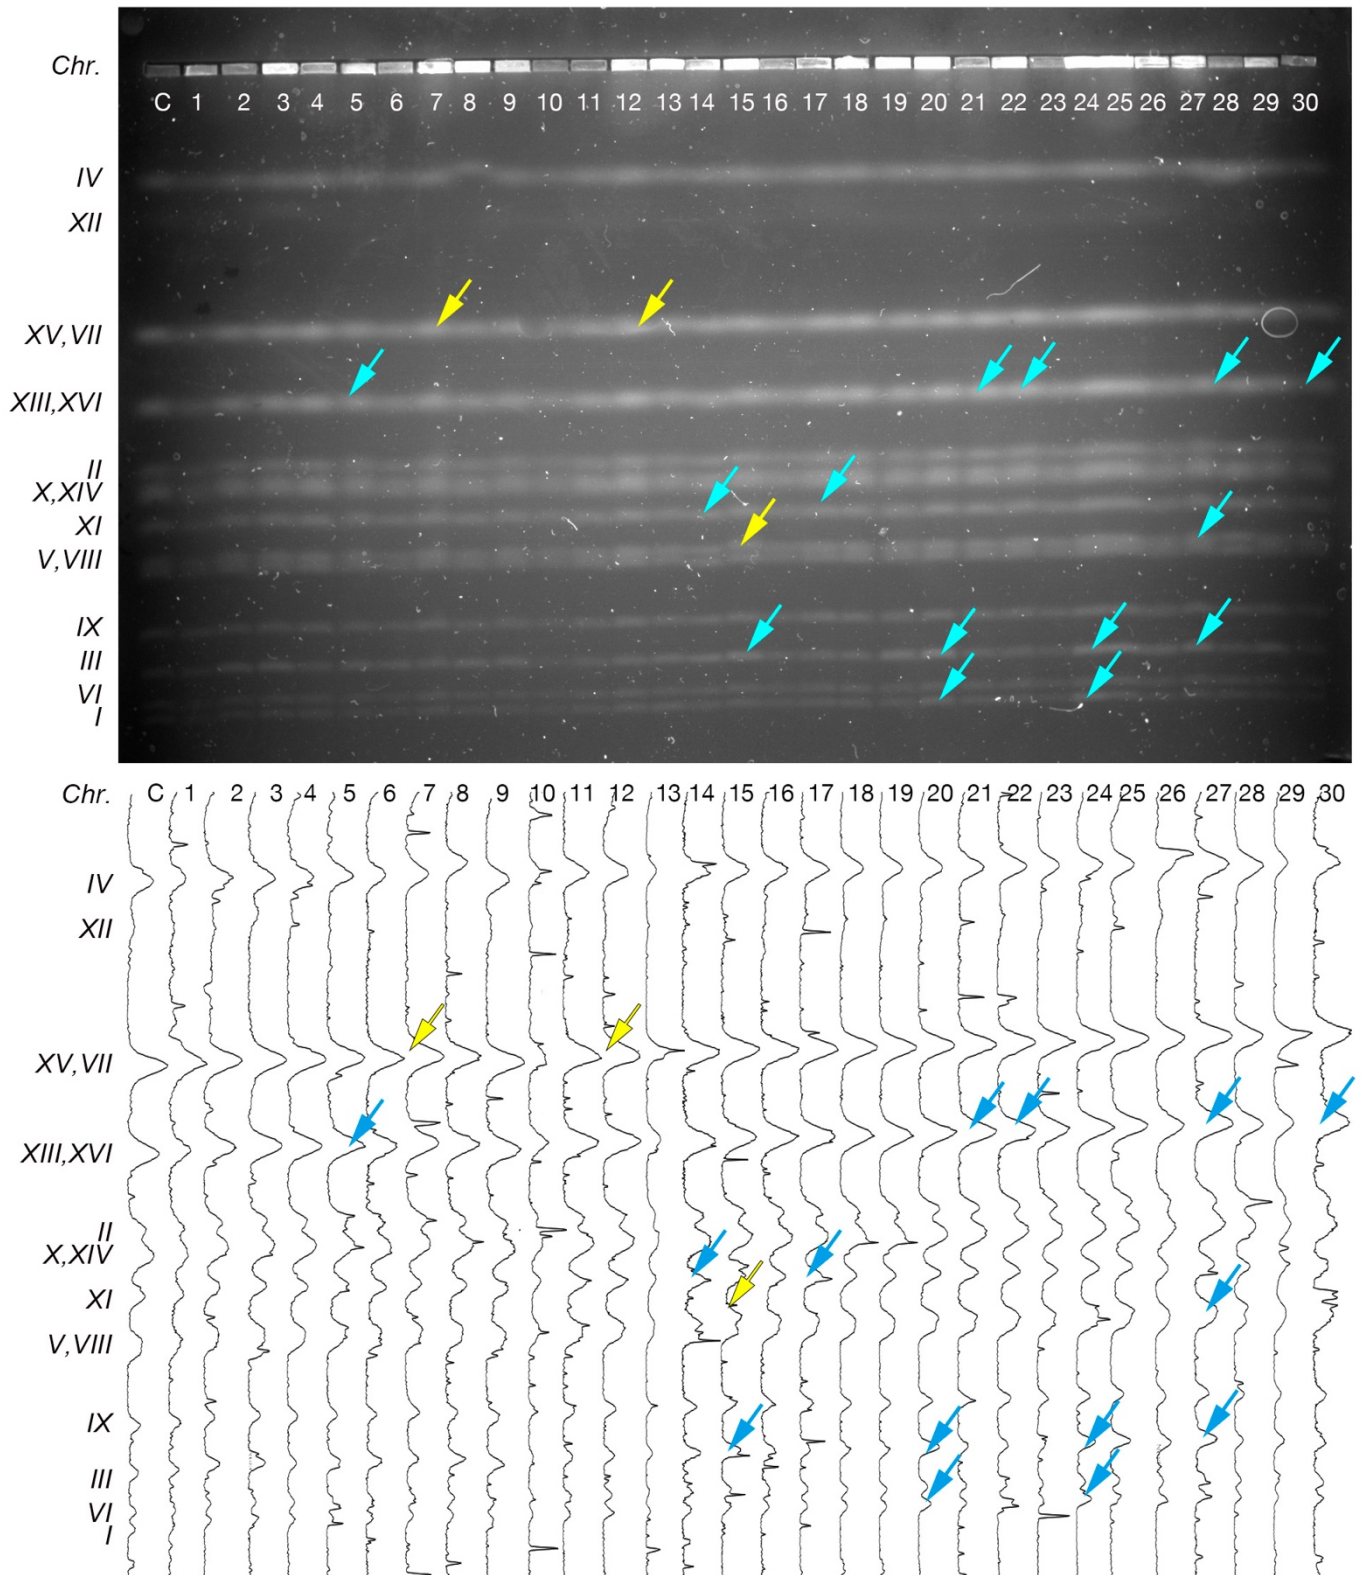 Chr.
C 1 2 3 4 5 6 7 8 9 10 11 12 13 14 15 16 17 18 19 20 21 22 23 24 25 26 27 28 29 30
IV
XII
XV,VII
XIII,XVI
II
X,XIV
XI
V,VIII
IX
III
VI
I
Chr. C 1 2 3 4 5 6 7 8 9 10 11 12 13 14 15 16 17 18 19 20 21 22 23 24 25 26 27 28 29 30
IV
XII
XV,VII
XIII,XVI
II
X,XIV
XI
V,VIII
IX
III
VI
I